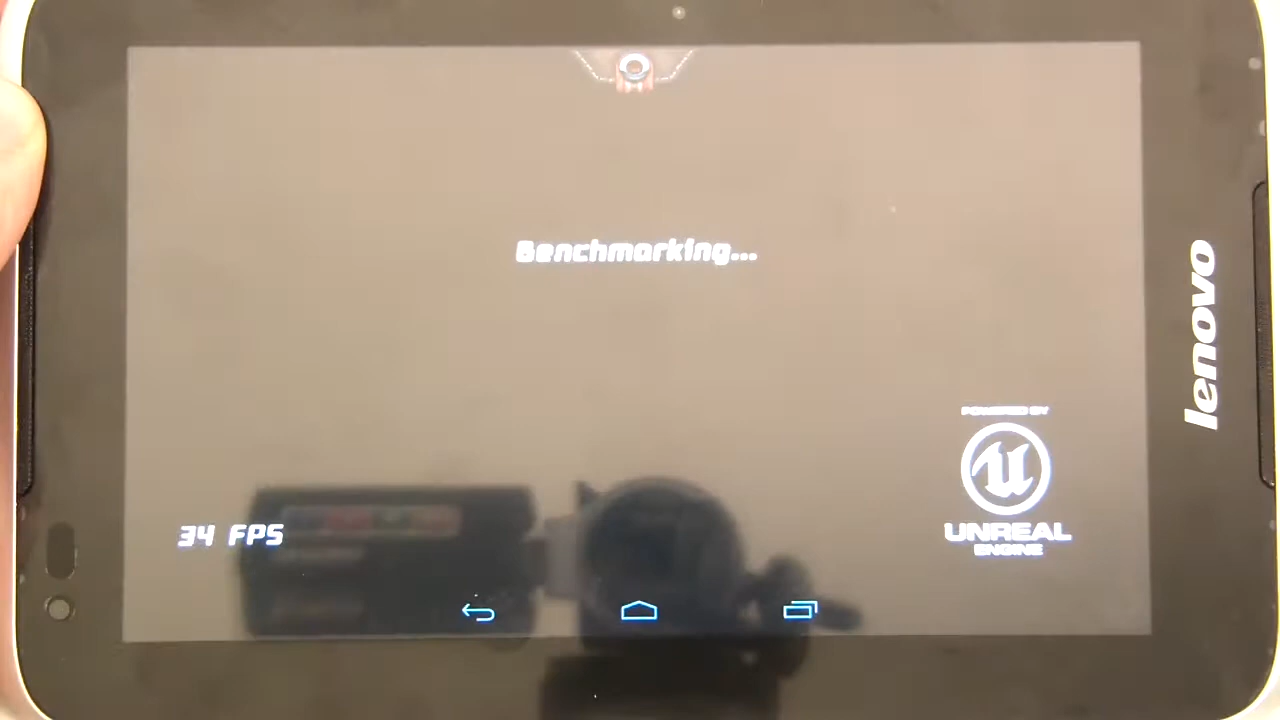 Benchmarking...
lenovo
POWERED BY
UNREAL
ENGINE
34 FPS